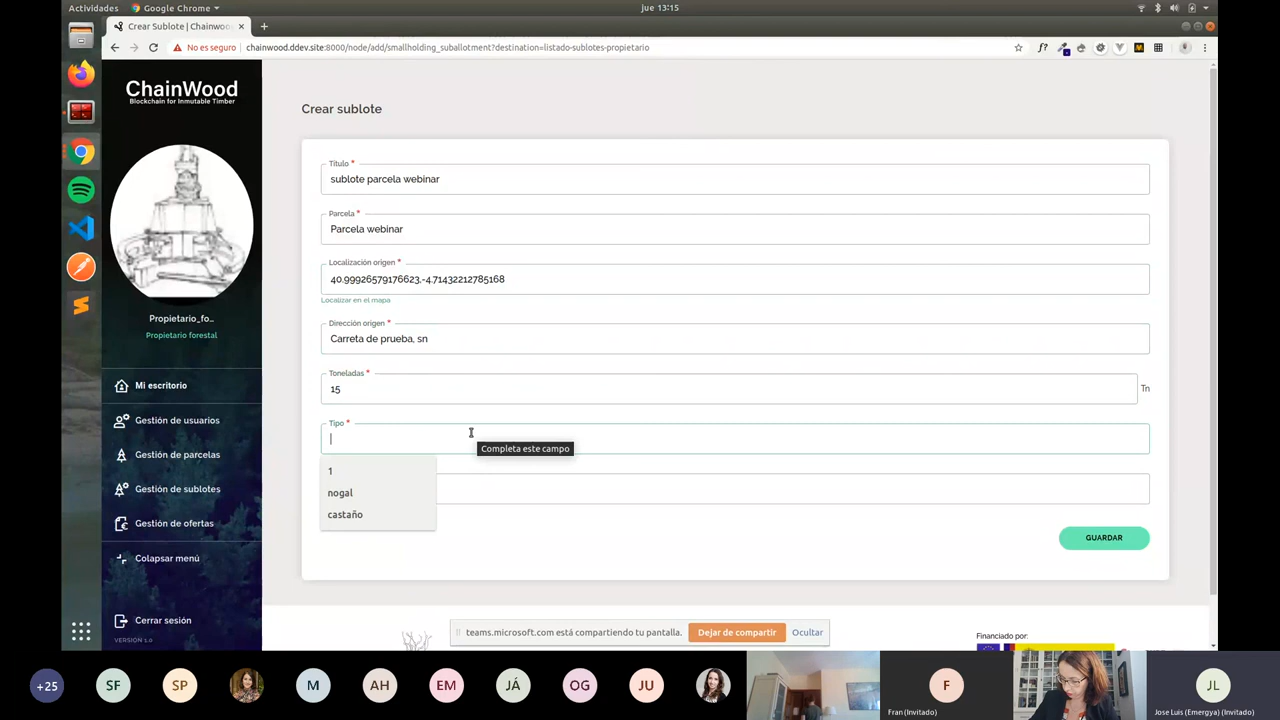 Actividades
Google Chrome
jue 13:15
Crear Sublote | Chainwoo
No es seguro
chainwood.ddev.site:8000/node/add/smallholding_suballotment?destination=listado-sublotes-propietario
ChainWood
Blockchain for Inmutable Timber
Propietario_fo...
Propietario forestal
Mi escritorio
Gestión de usuarios
Gestión de parcelas
Gestión de sublotes
Gestión de ofertas
Colapsar menú
Cerrar sesión
VERSIÓN 1.0
Crear sublote
Título *
sublote parcela webinar
Parcela *
Parcela webinar
Localización origen *
40.99926579176623,-4.71432212785168
Localizar en el mapa
Dirección origen *
Carreta de prueba, sn
Toneladas *
15
Tn
Tipo *
Completa este campo
1
nogal
castaño
GUARDAR
teams.microsoft.com está compartiendo tu pantalla.
Dejar de compartir
Ocultar
Financiado por:
+25
SF
SP
M
AH
EM
JÁ
OG
JU
F
Fran (Invitado)
JL
Jose Luis (Emergya) (Invitado)